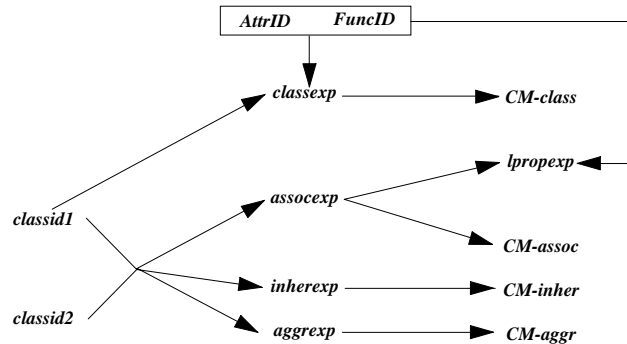 AttrID FuncID
classexp CM-class
lpropexp
assocexp
classid1
CM-assoc
inherexp CM-inher
classid2
aggrexp CM-aggr